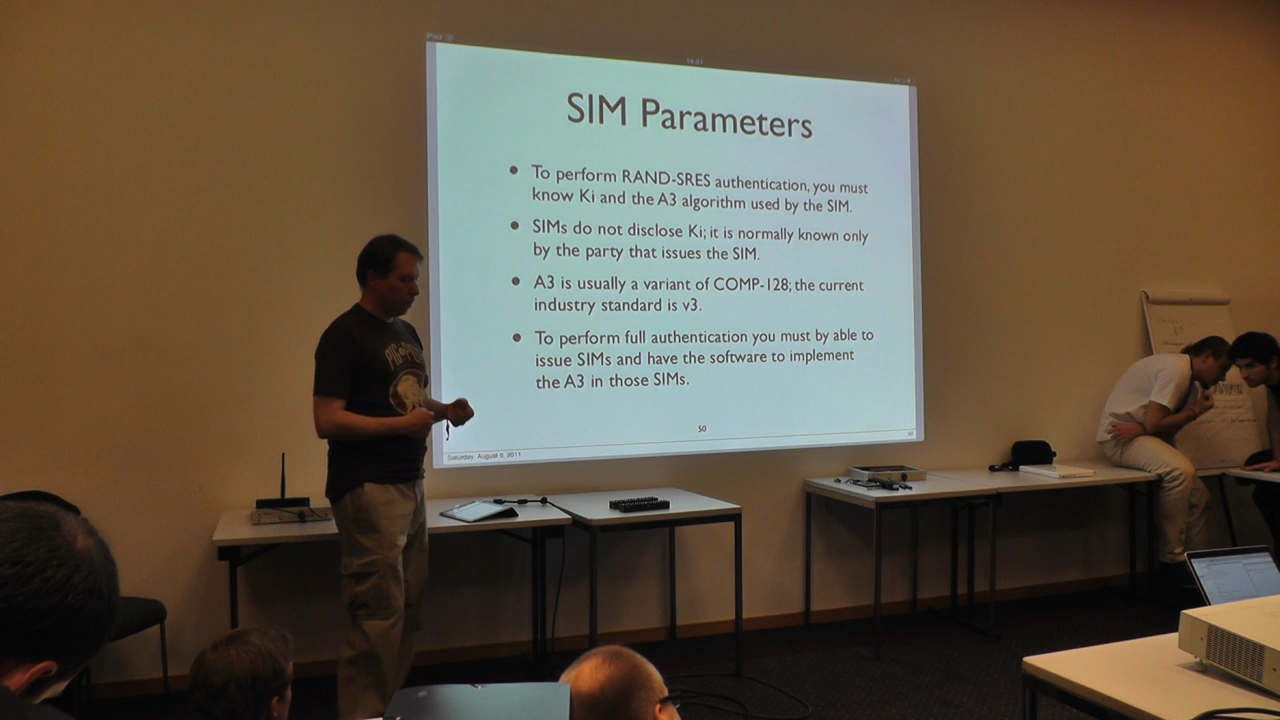 iPad
19:21
SIM Parameters
• To perform RAND-SRES authentication, you must
know Ki and the A3 algorithm used by the SIM.
• SIMs do not disclose Ki; it is normally known only
by the party that issues the SIM.
• A3 is usually a variant of COMP-128; the current
industry standard is v3.
• To perform full authentication you must by able to
issue SIMs and have the software to implement
the A3 in those SIMs.
50
Saturday, August 6, 2011
50